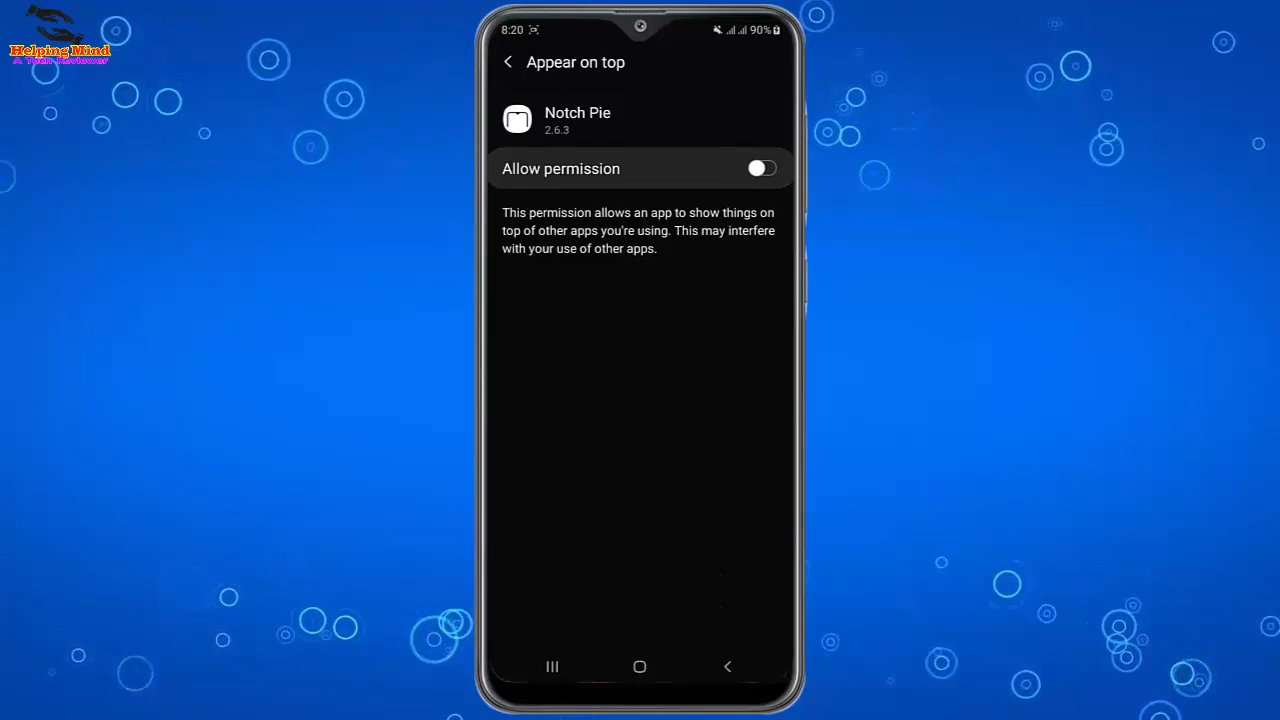 Helping Mind
A Tech Reviewer
8:20
90%
Appear on top
Notch Pie
2.6.3
Allow permission
This permission allows an app to show things on
top of other apps you're using. This may interfere
with your use of other apps.